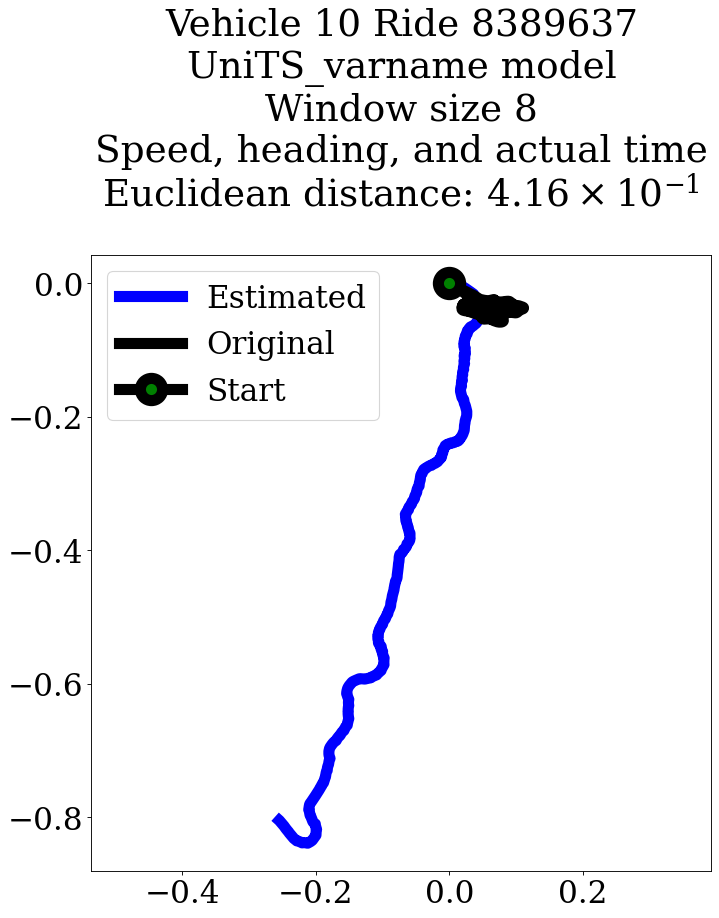 Vehicle 10 Ride 8389637
UniTS_varname model
Window size 8
Speed, heading, and actual time
Euclidean distance: 4.16 × 10⁻¹
Estimated
Original
Start
0.0
−0.2
−0.4
−0.6
−0.8
−0.4
−0.2
0.0
0.2